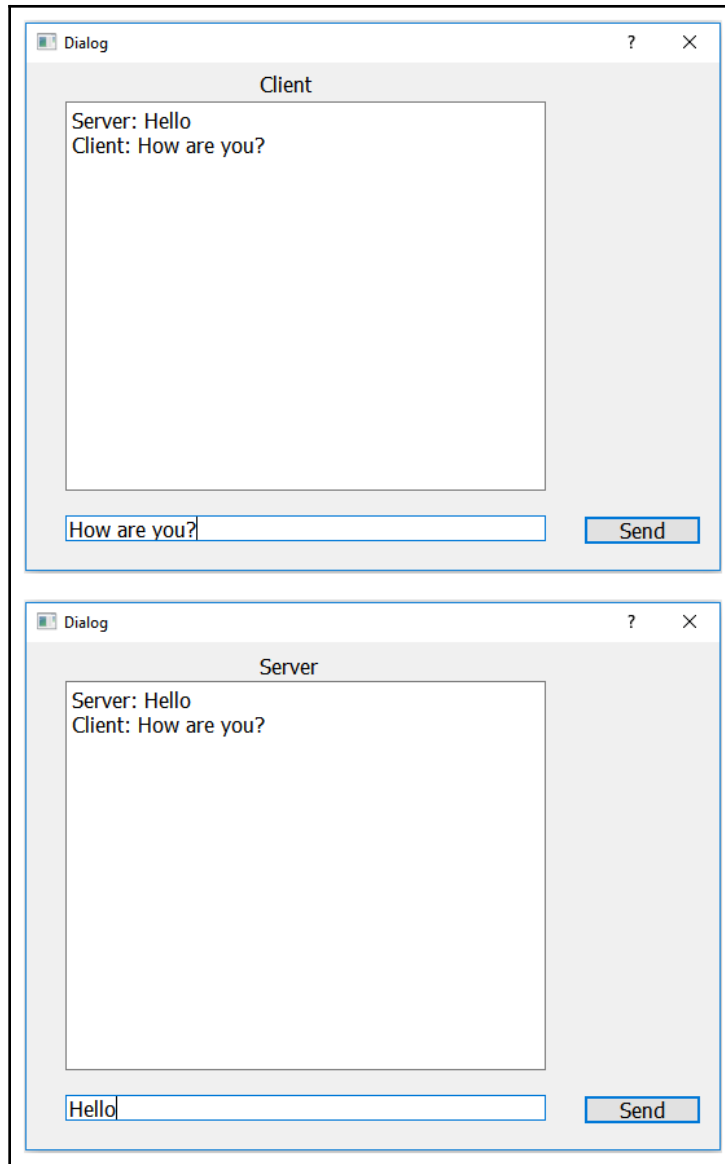 Dialog ?
Client
Server: Hello
Client: How are you?
How are you?
Send
Dialog ?
Server
Server: Hello
Client: How are you?
Hello
Send